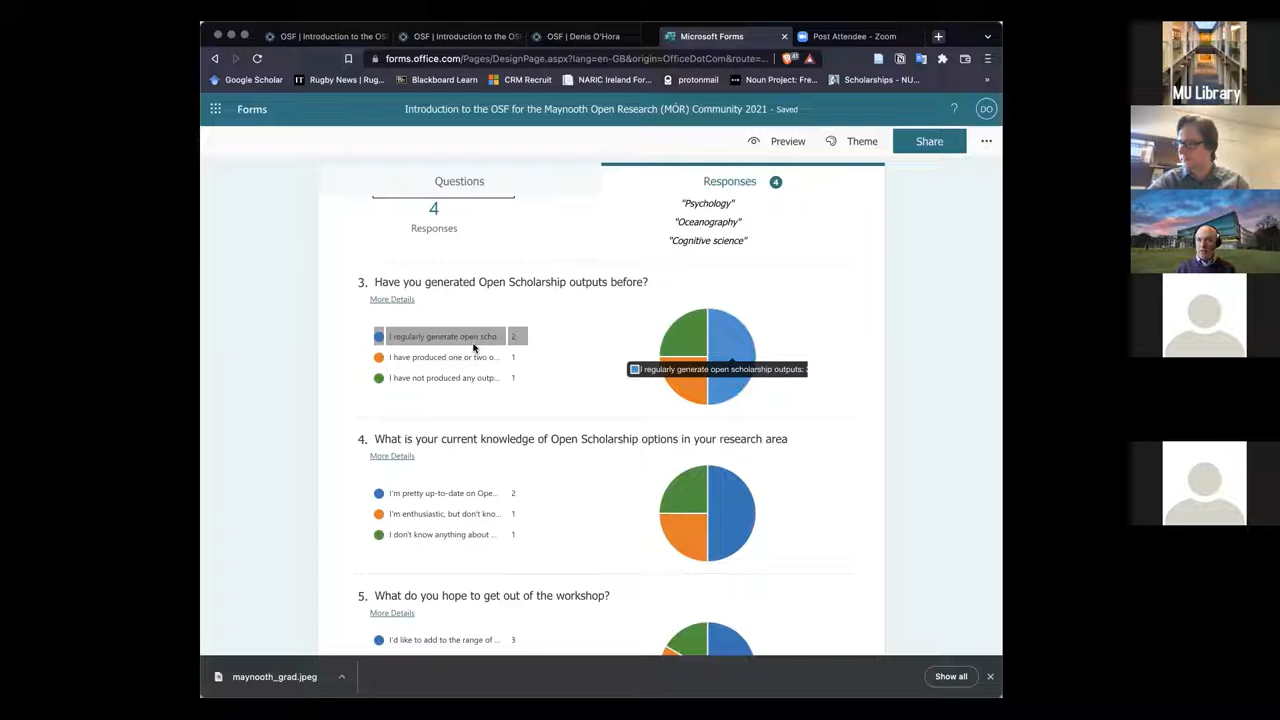 OSF | Introduction to the OS
OSF | Introduction to the OS
OSF | Denis O'Hora
Microsoft Forms
Post Attendee - Zoom
forms.office.com/Pages/DesignPage.aspx?lang=en-GB&origin=OfficeDotCom&route=...
Google Scholar
Rugby News | Rug...
Blackboard Learn
CRM Recruit
NARIC Ireland For...
protonmail
Noun Project: Fre...
Scholarships - NU...
»
Forms
Introduction to the OSF for the Maynooth Open Research (MÓR) Community 2021 - Saved
?
DO
Preview
Theme
Share
Questions
Responses
4
4
Responses
"Psychology"
"Oceanography"
"Cognitive science"
3. Have you generated Open Scholarship outputs before?
More Details
I regularly generate open scho... 2
I have produced one or two o... 1
I have not produced any outp... 1
I regularly generate open scholarship outputs:
4. What is your current knowledge of Open Scholarship options in your research area
More Details
I'm pretty up-to-date on Ope... 2
I'm enthusiastic, but don't kno... 1
I don't know anything about ... 1
5. What do you hope to get out of the workshop?
More Details
I'd like to add to the range of ... 3
maynooth_grad.jpeg
Show all
MU Library